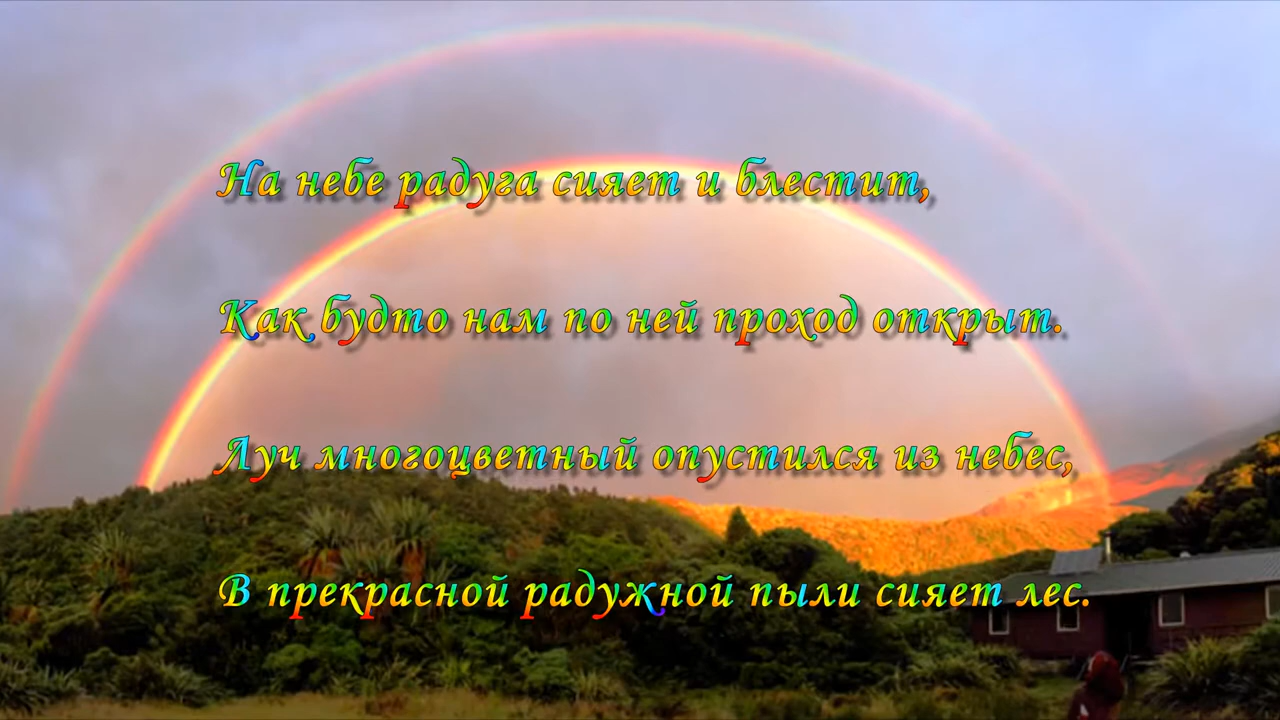 На небе радуга сияет и блестит,
Как будто нам по ней проход открыт.
Луч многоцветный опустился из небес,
В прекрасной радужной пыли сияет лес.